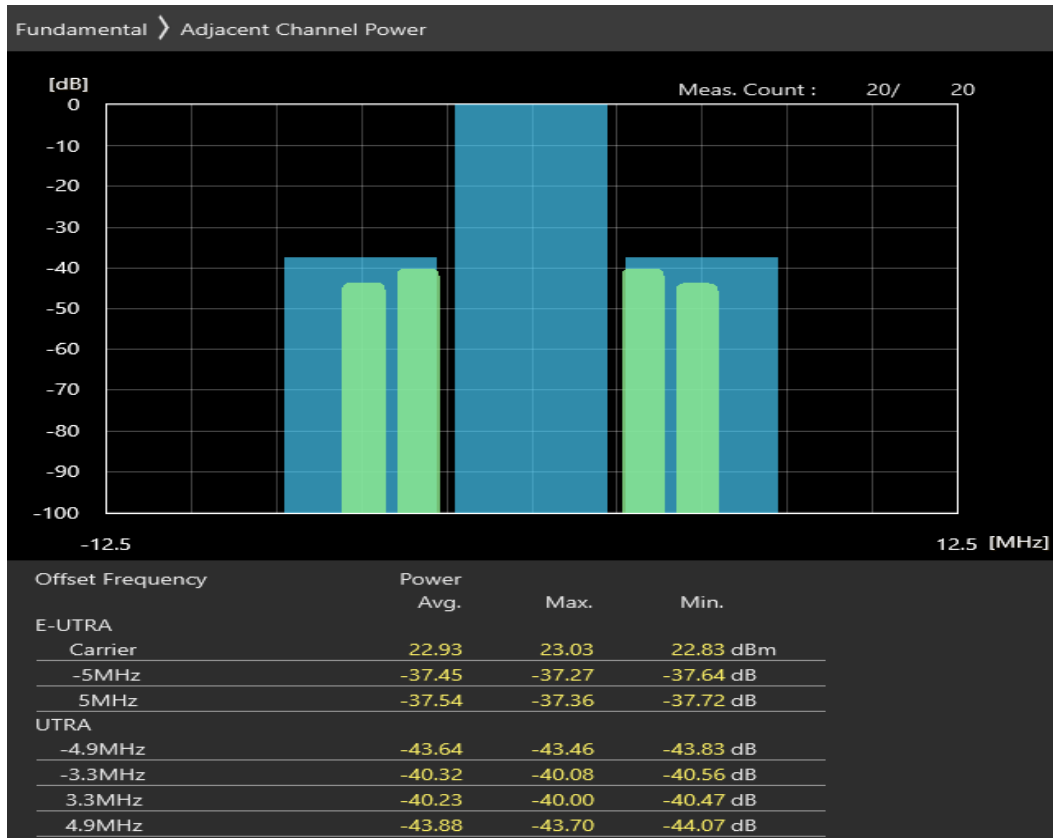 Fundamental ❯ Adjacent Channel Power
[dB]
Meas. Count : 20/ 20
0
-10
-20
-30
-40
-50
-60
-70
-80
-90
-100
-12.5 12.5 [MHz]
Offset Frequency Power
Avg. Max. Min.
E-UTRA
Carrier 22.93 23.03 22.83 dBm
-5MHz -37.45 -37.27 -37.64 dB
5MHz -37.54 -37.36 -37.72 dB
UTRA
-4.9MHz -43.64 -43.46 -43.83 dB
-3.3MHz -40.32 -40.08 -40.56 dB
3.3MHz -40.23 -40.00 -40.47 dB
4.9MHz -43.88 -43.70 -44.07 dB